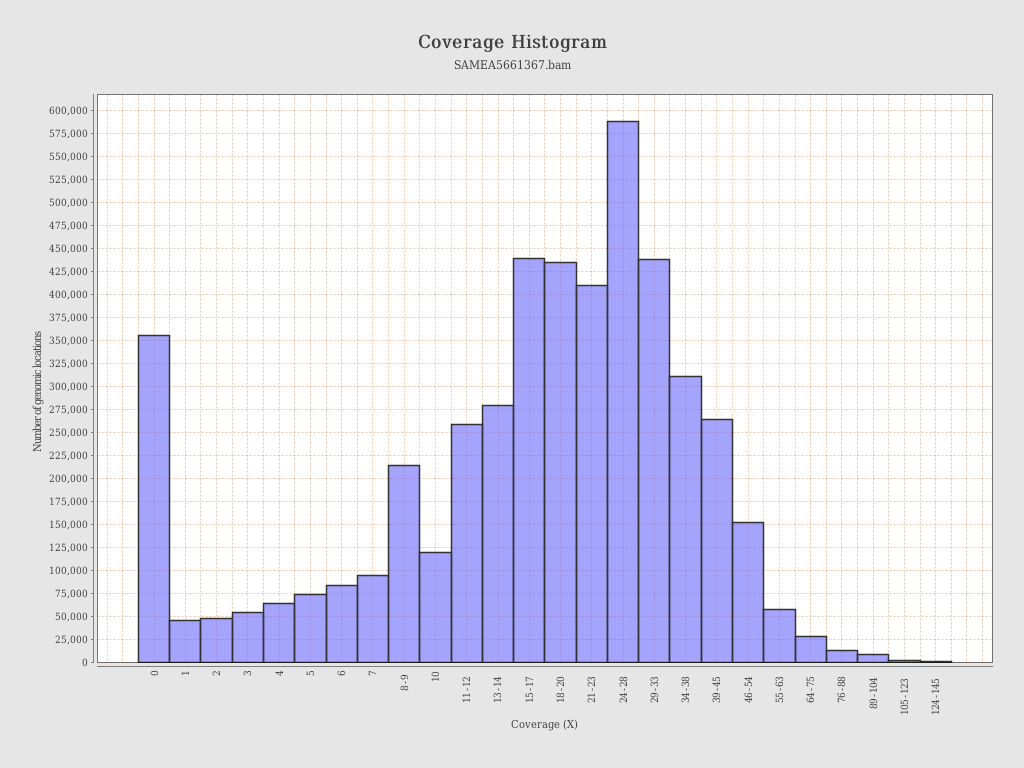 Coverage Histogram
SAMEA5661367.bam
600,000
575,000
550,000
525,000
500,000
475,000
450,000
425,000
400,000
375,000
350,000
325,000
300,000
275,000
250,000
225,000
200,000
175,000
150,000
125,000
100,000
75,000
50,000
25,000
0
Number of genomic locations
0
1
2
3
4
5
6
7
8 - 9
10
11 - 12
13 - 14
15 - 17
18 - 20
21 - 23
24 - 28
29 - 33
34 - 38
39 - 45
46 - 54
55 - 63
64 - 75
76 - 88
89 - 104
105 - 123
124 - 145
Coverage (X)